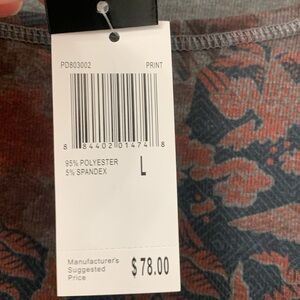 PD803002 PRINT
8 84402 01474 8
95% POLYESTER
5% SPANDEX
L
Manufacturer's
Suggested
Price
$78.00